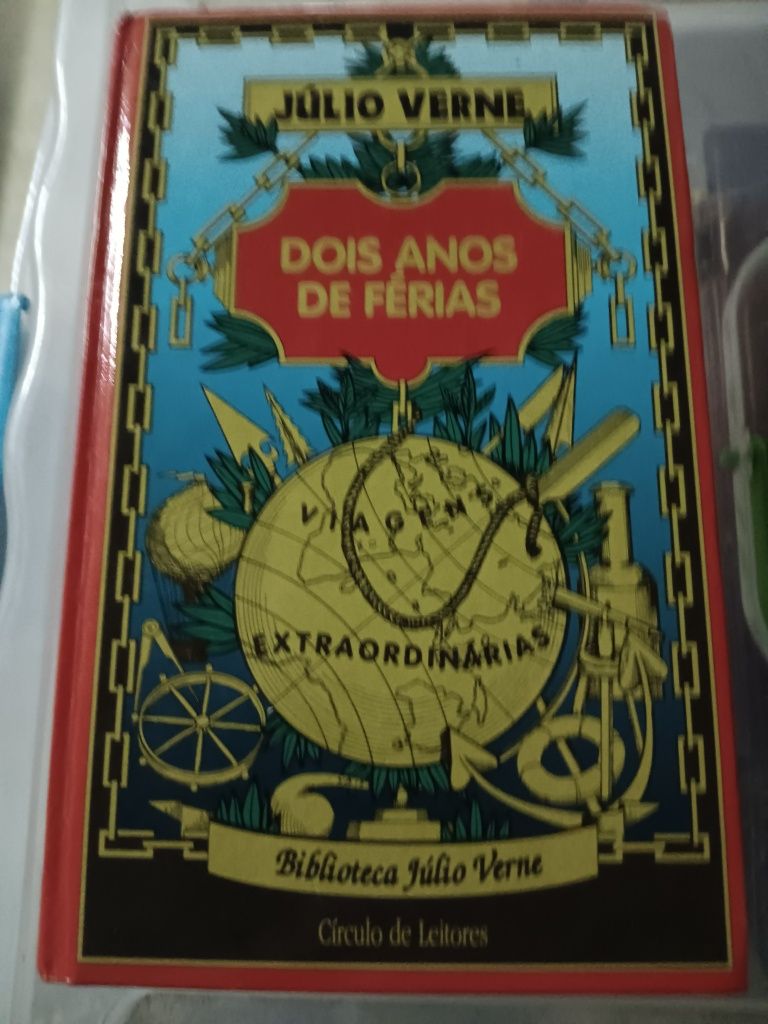 JÚLIO VERNE
DOIS ANOS
DE FÉRIAS
VIAGENS
EXTRAORDINÁRIAS
Biblioteca Júlio Verne
Círculo de Leitores